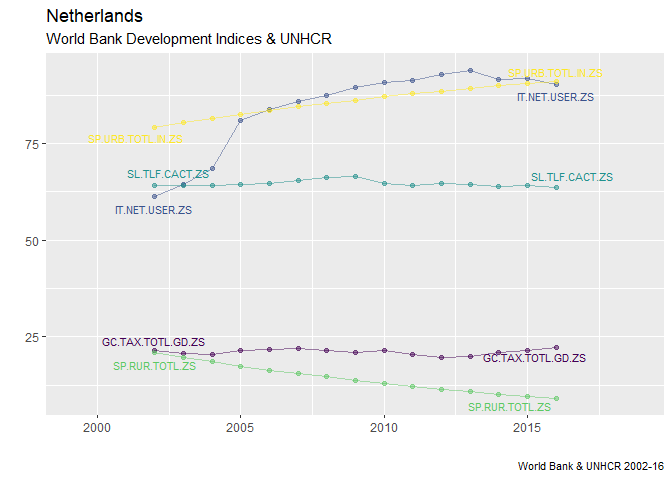 Netherlands
World Bank Development Indices & UNHCR
SP.URB.TOTL.IN.ZS
IT.NET.USER.ZS
75
SP.URB.TOTL.IN.ZS
SL.TLF.CACT.ZS
SL.TLF.CACT.ZS
IT.NET.USER.ZS
50
25
GC.TAX.TOTL.GD.ZS
GC.TAX.TOTL.GD.ZS
SP.RUR.TOTL.ZS
SP.RUR.TOTL.ZS
2000 2005 2010 2015
World Bank & UNHCR 2002-16